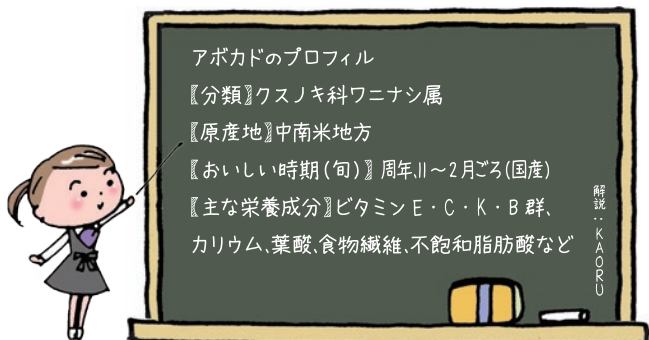 アボカドのプロフィル
〖分類〗クスノキ科ワニナシ属
〖原産地〗中南米地方
〖おいしい時期(旬)〗周年、11～2月ごろ(国産)
〖主な栄養成分〗ビタミンE・C・K・B群、
カリウム、葉酸、食物繊維、不飽和脂肪酸など
解説：KAORU